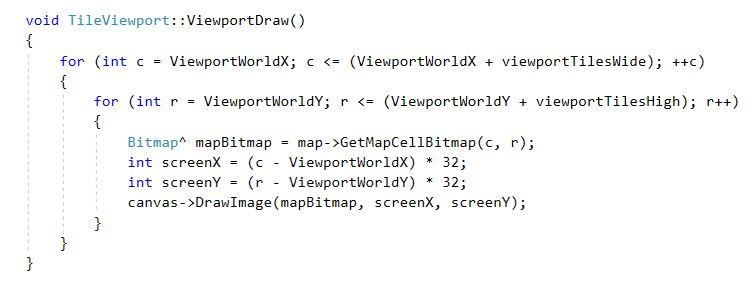 void TileViewport::ViewportDraw()
{
    for (int c = ViewportWorldX; c <= (ViewportWorldX + viewportTilesWide); ++c)
    {
        for (int r = ViewportWorldY; r <= (ViewportWorldY + viewportTilesHigh); r++)
        {
            Bitmap^ mapBitmap = map->GetMapCellBitmap(c, r);
            int screenX = (c - ViewportWorldX) * 32;
            int screenY = (r - ViewportWorldY) * 32;
            canvas->DrawImage(mapBitmap, screenX, screenY);
        }
    }
}